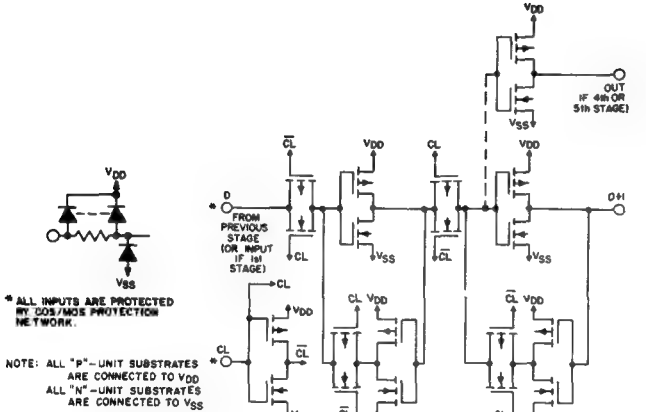 VDD
OUT
IF 4th OR
5th STAGE)
VSS
CL
VDD
CL
VDD
* D
FROM
PREVIOUS
STAGE
(OR INPUT
IF 1st
STAGE)
CL
VSS
CL
VSS
D+1
VDD
VSS
* ALL INPUTS ARE PROTECTED
BY COS/MOS PROTECTION
NETWORK.
NOTE: ALL "P"-UNIT SUBSTRATES
ARE CONNECTED TO VDD
ALL "N"-UNIT SUBSTRATES
ARE CONNECTED TO VSS
CL
VDD
* CL
CL
CL VDD
CL VDD